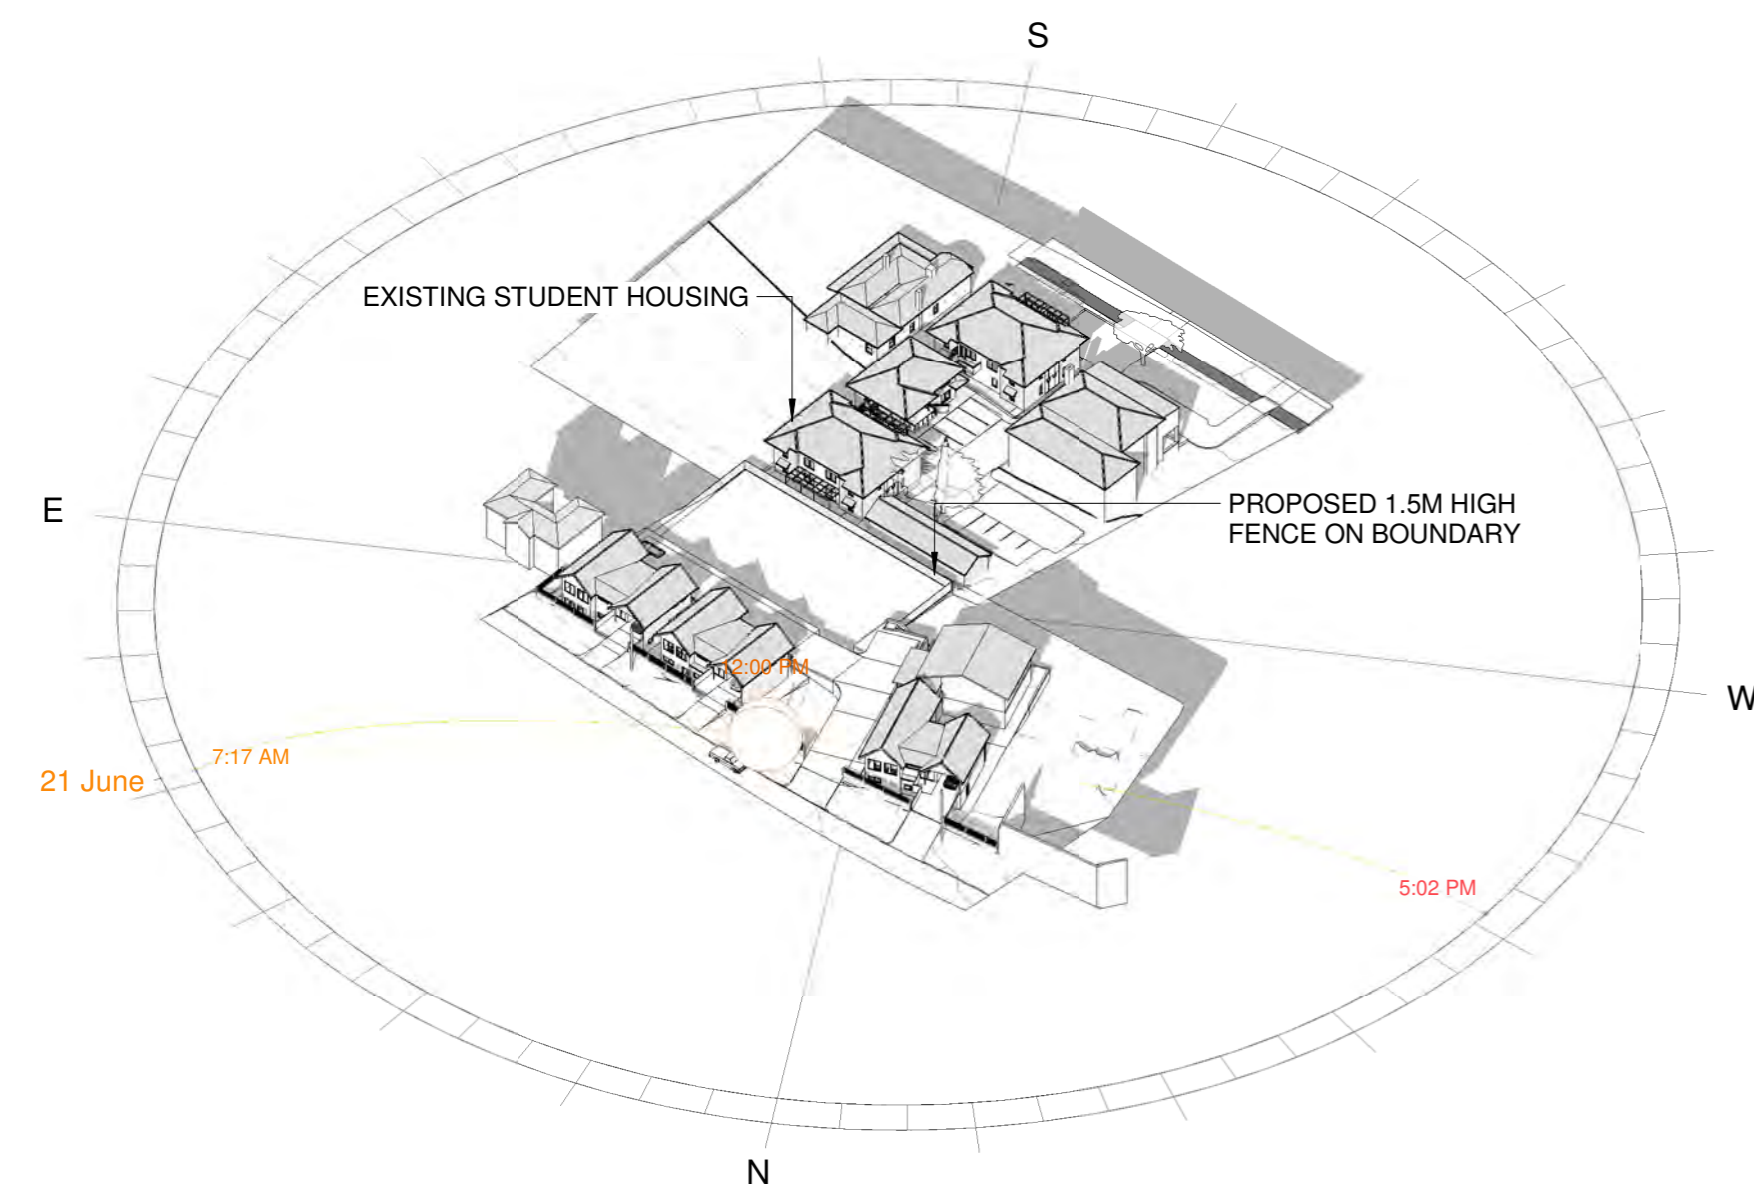 S
EXISTING STUDENT HOUSING
PROPOSED 1.5M HIGH
FENCE ON BOUNDARY
E
W
12:00 PM
7:17 AM
21 June
5:02 PM
N